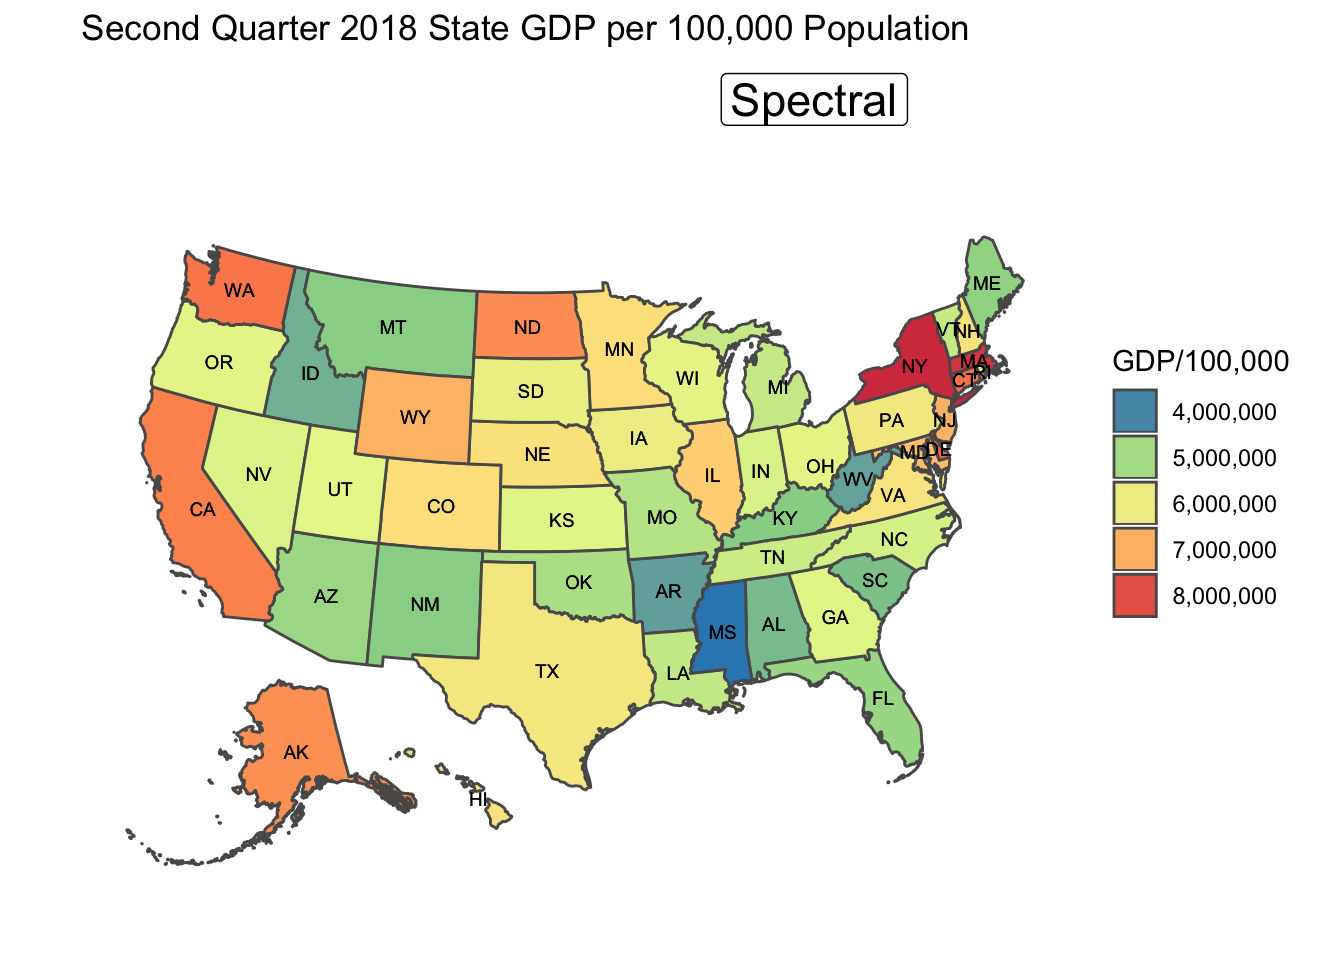 Second Quarter 2018 State GDP per 100,000 Population
Spectral
ME
WA
VT
NH
MT
ND
MN
OR
NY
MA
ID
RI
WI
CT
MI
SD
WY
PA
NJ
IA
NE
MD
DE
NV
IL
IN
OH
WV
UT
VA
CA
CO
KS
MO
KY
NC
TN
OK
SC
AZ
NM
AR
GA
MS
AL
TX
LA
FL
AK
HI
GDP/100,000
4,000,000
5,000,000
6,000,000
7,000,000
8,000,000